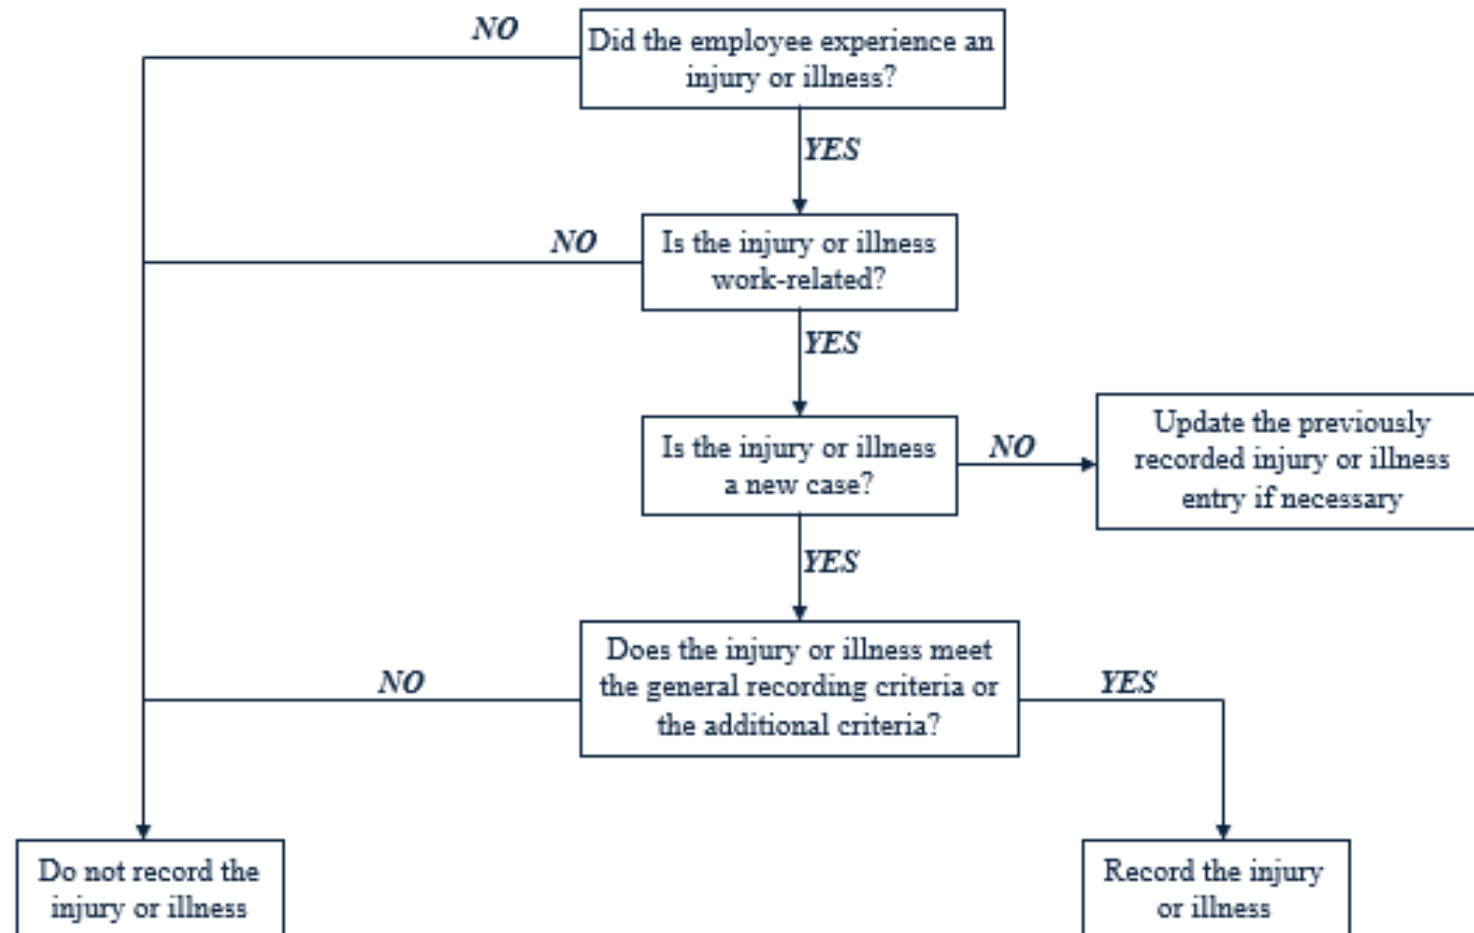 NO
Did the employee experience an
injury or illness?
YES
NO
Is the injury or illness
work-related?
YES
Is the injury or illness
a new case?
NO
Update the previously
recorded injury or illness
entry if necessary
YES
NO
Does the injury or illness meet
the general recording criteria or
the additional criteria?
YES
Do not record the
injury or illness
Record the injury
or illness